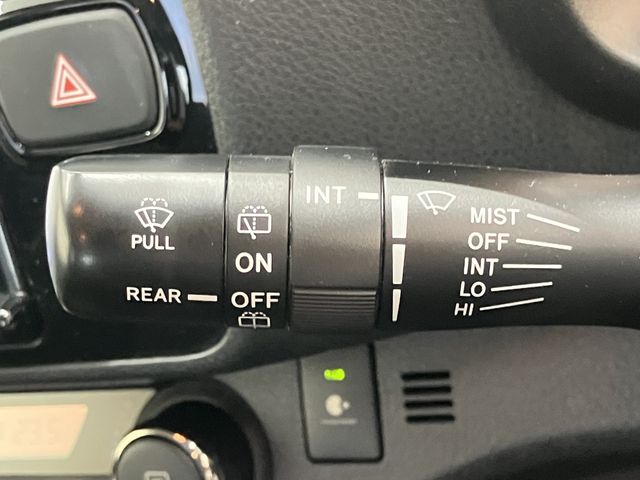 INT
MIST
OFF
INT
LO
HI
PULL
ON
REAR
OFF